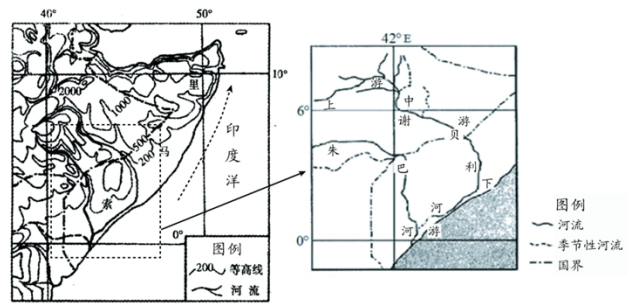 46°
50°
10°
2000
1000
500
200
里
马
索
印
度
洋
0°
图例
200 等高线
河 流
42°E
6°
上
游
中
谢
游
贝
利
朱
巴
河
河
游
下
0°
图例
河流
季节性河流
国界